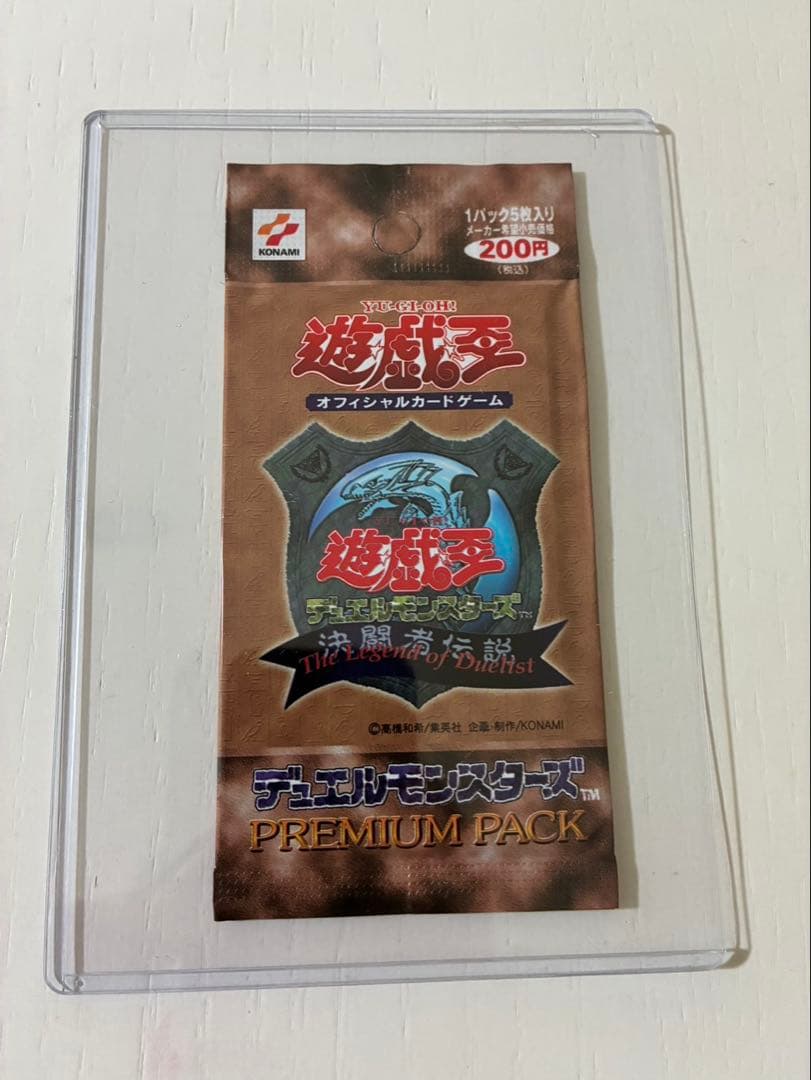 KONAMI
1パック5枚入り
メーカー希望小売価格
200円
(税込)
YU-GI-OH!
遊戯王
オフィシャルカードゲーム
遊戯王
デュエルモンスターズ™
決闘者伝説
The Legend of Duelist
©高橋和希/集英社 企画・制作/KONAMI
デュエルモンスターズ™
PREMIUM PACK